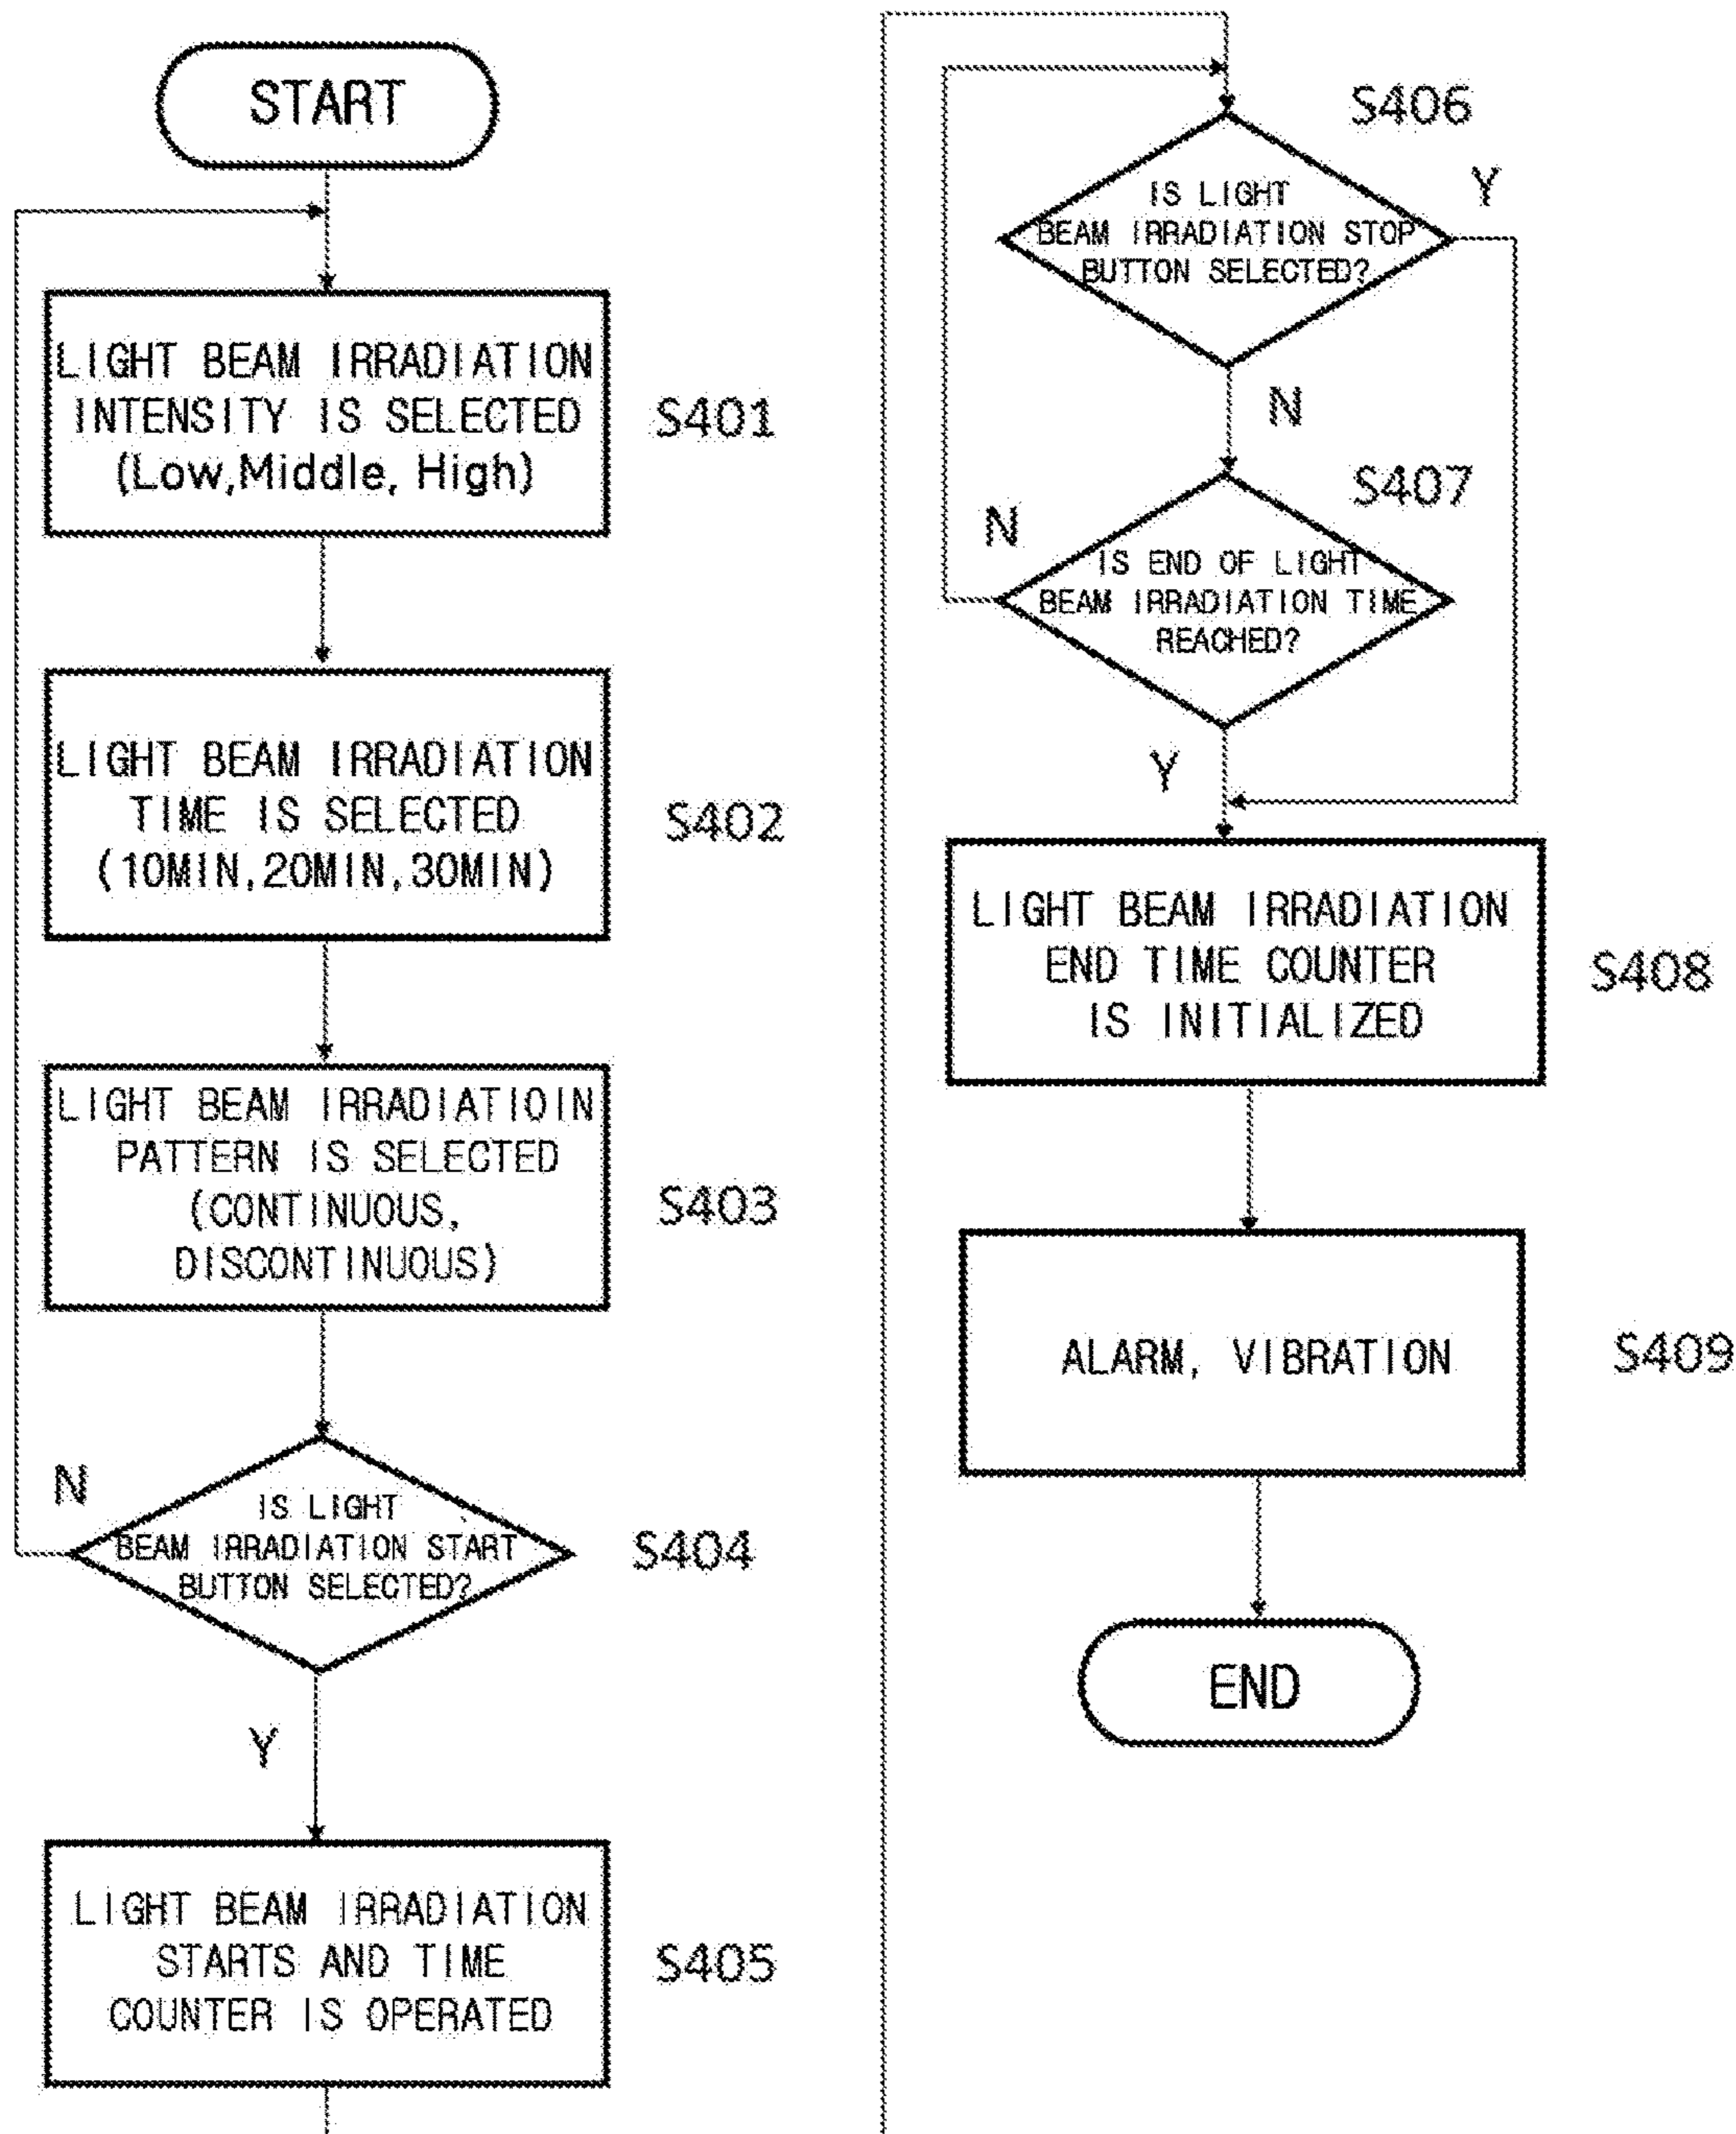 START
LIGHT BEAM IRRADIATION
INTENSITY IS SELECTED
(Low,Middle, High)
S401
LIGHT BEAM IRRADIATION
TIME IS SELECTED
(10MIN,20MIN,30MIN)
S402
LIGHT BEAM IRRADIATIOIN
PATTERN IS SELECTED
(CONTINUOUS,
DISCONTINUOUS)
S403
N
IS LIGHT
BEAM IRRADIATION START
BUTTON SELECTED?
S404
Y
LIGHT BEAM IRRADIATION
STARTS AND TIME
COUNTER IS OPERATED
S405
S406
IS LIGHT
BEAM IRRADIATION STOP
BUTTON SELECTED?
Y
N
S407
N
IS END OF LIGHT
BEAM IRRADIATION TIME
REACHED?
Y
LIGHT BEAM IRRADIATION
END TIME COUNTER
IS INITIALIZED
S408
ALARM, VIBRATION
S409
END